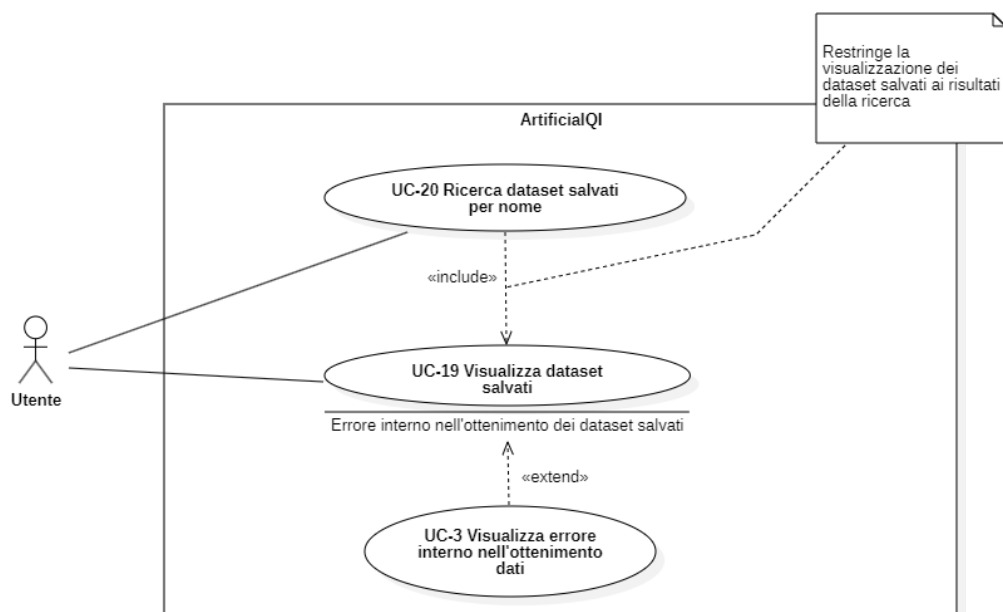 Restringe la
visualizzazione dei
dataset salvati ai risultati
della ricerca
ArtificialQI
UC-20 Ricerca dataset salvati
per nome
«include»
UC-19 Visualizza dataset
salvati
Utente
Errore interno nell'ottenimento dei dataset salvati
«extend»
UC-3 Visualizza errore
interno nell'ottenimento
dati